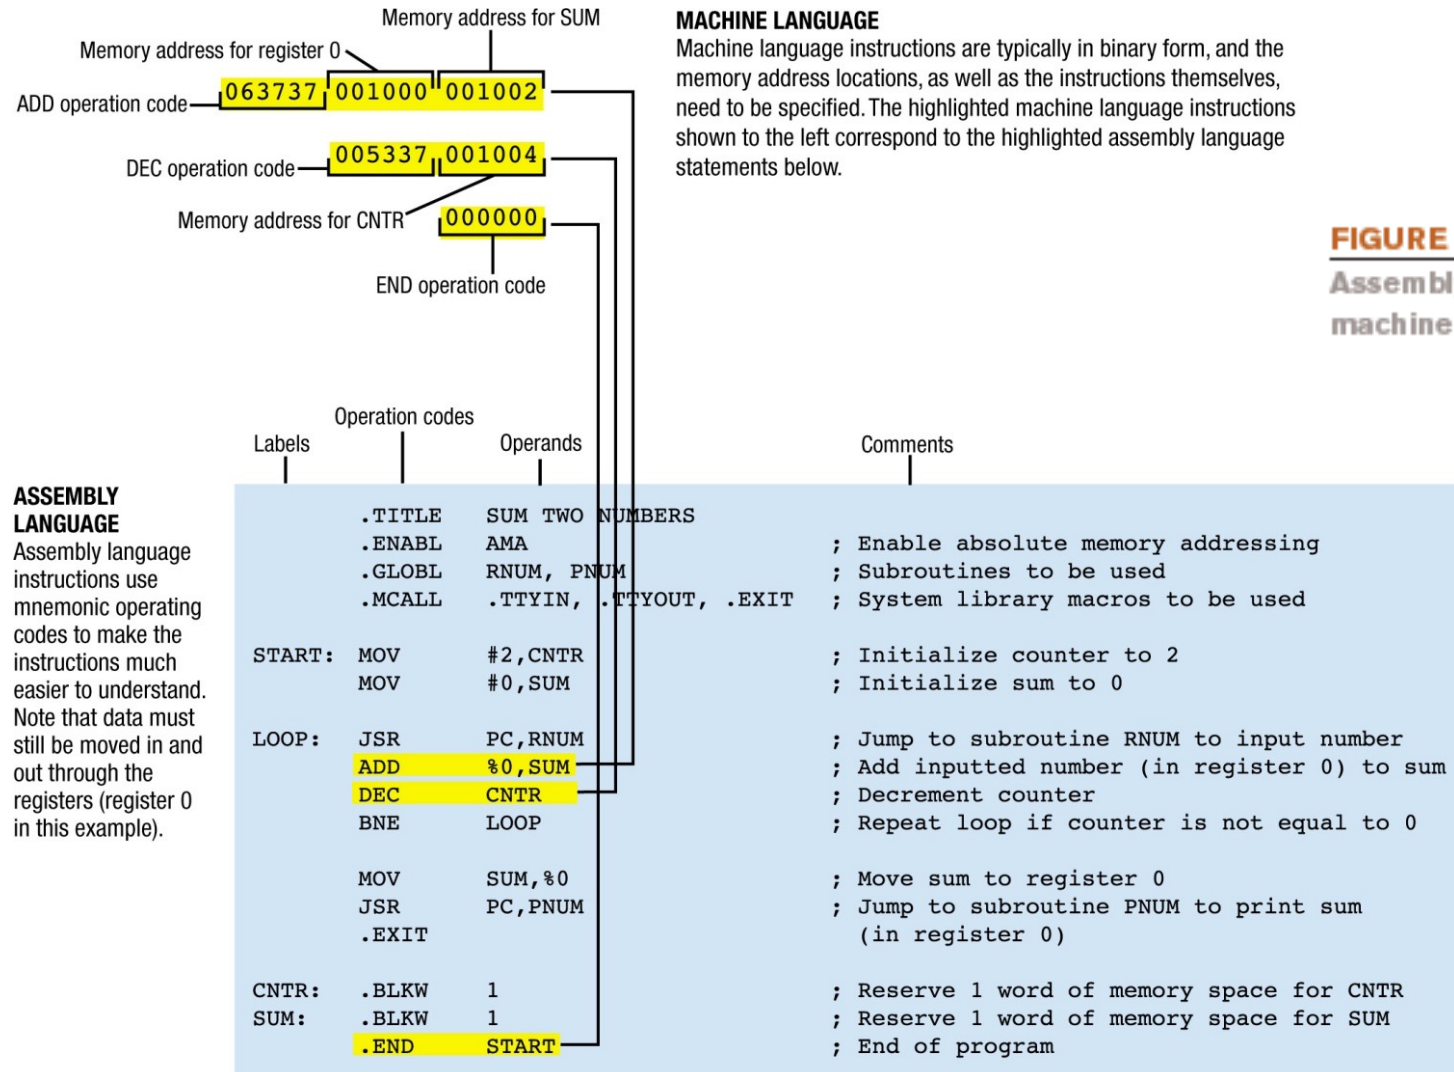 Memory address for SUM
Memory address for register 0
ADD operation code
063737 001000 001002
DEC operation code
005337 001004
Memory address for CNTR
000000
END operation code
MACHINE LANGUAGE
Machine language instructions are typically in binary form, and the
memory address locations, as well as the instructions themselves,
need to be specified. The highlighted machine language instructions
shown to the left correspond to the highlighted assembly language
statements below.
FIGURE
Assembl
machine
ASSEMBLY
LANGUAGE
Assembly language
instructions use
mnemonic operating
codes to make the
instructions much
easier to understand.
Note that data must
still be moved in and
out through the
registers (register 0
in this example).
Labels Operation codes Operands Comments
.TITLE SUM TWO NUMBERS
.ENABL AMA ; Enable absolute memory addressing
.GLOBL RNUM, PNUM ; Subroutines to be used
.MCALL .TTYIN, .TTYOUT, .EXIT ; System library macros to be used
START: MOV #2,CNTR ; Initialize counter to 2
MOV #0,SUM ; Initialize sum to 0
LOOP: JSR PC,RNUM ; Jump to subroutine RNUM to input number
ADD %0,SUM ; Add inputted number (in register 0) to sum
DEC CNTR ; Decrement counter
BNE LOOP ; Repeat loop if counter is not equal to 0
MOV SUM,%0 ; Move sum to register 0
JSR PC,PNUM ; Jump to subroutine PNUM to print sum
.EXIT (in register 0)
CNTR: .BLKW 1 ; Reserve 1 word of memory space for CNTR
SUM: .BLKW 1 ; Reserve 1 word of memory space for SUM
.END START ; End of program